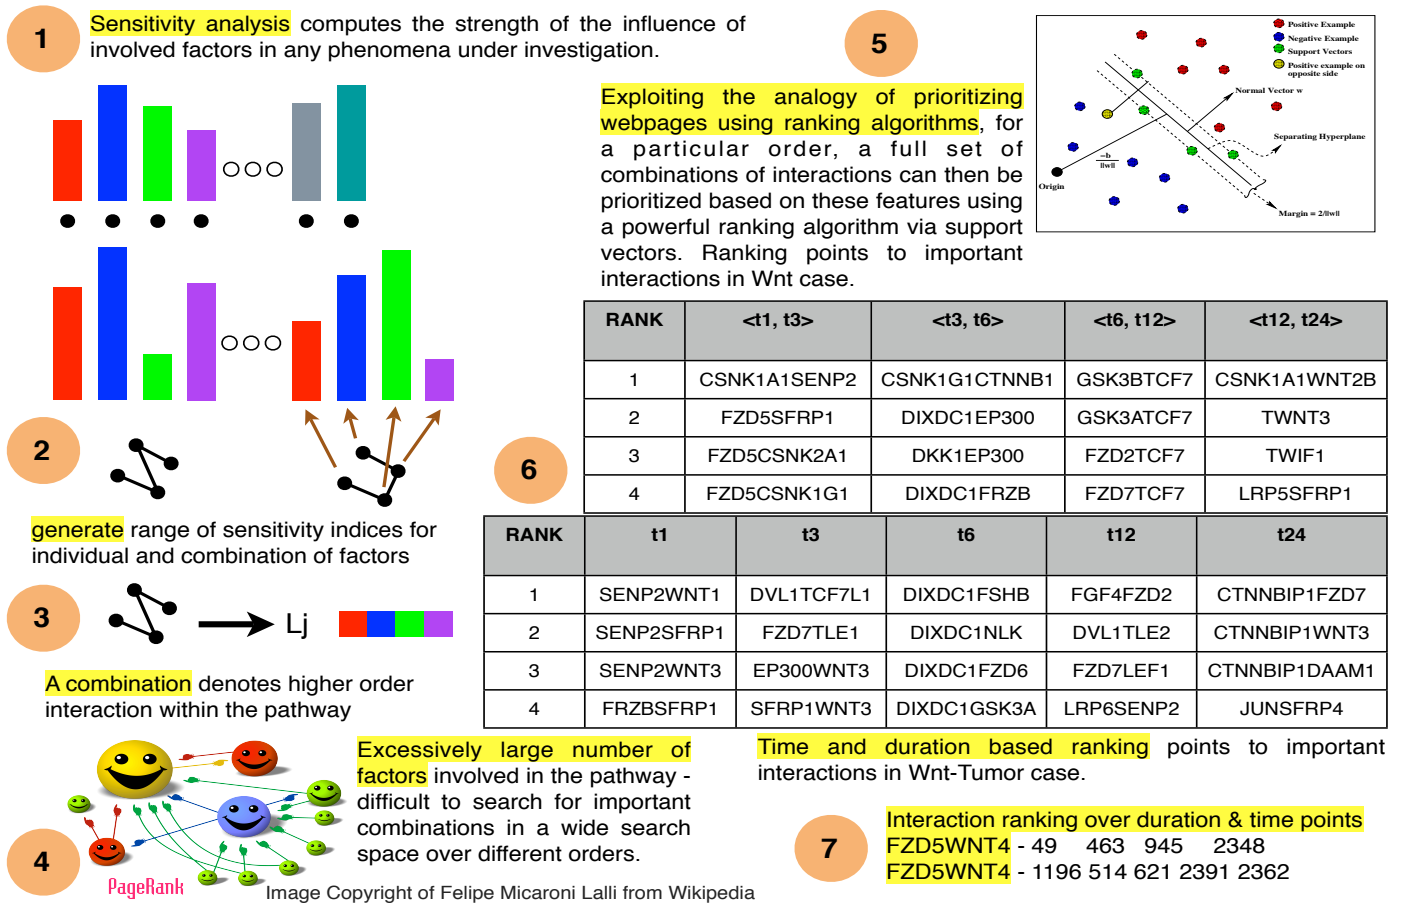 1
Sensitivity analysis computes the strength of the influence of
involved factors in any phenomena under investigation.
2
generate range of sensitivity indices for
individual and combination of factors
3
Lj
A combination denotes higher order
interaction within the pathway
4
PageRank
Excessively large number of
factors involved in the pathway -
difficult to search for important
combinations in a wide search
space over different orders.
Image Copyright of Felipe Micaroni Lalli from Wikipedia
5
Exploiting the analogy of prioritizing
webpages using ranking algorithms, for
a particular order, a full set of
combinations of interactions can then be
prioritized based on these features using
a powerful ranking algorithm via support
vectors. Ranking points to important
interactions in Wnt case.
Positive Example
Negative Example
Support Vectors
Positive example on
opposite side
Normal Vector w
Separating Hyperplane
-b
||w||
Origin
Margin = 2/||w||
6
RANK <t1, t3> <t3, t6> <t6, t12> <t12, t24>
1 CSNK1A1SENP2 CSNK1G1CTNNB1 GSK3BTCF7 CSNK1A1WNT2B
2 FZD5SFRP1 DIXDC1EP300 GSK3ATCF7 TWNT3
3 FZD5CSNK2A1 DKK1EP300 FZD2TCF7 TWIF1
4 FZD5CSNK1G1 DIXDC1FRZB FZD7TCF7 LRP5SFRP1
RANK t1 t3 t6 t12 t24
1 SENP2WNT1 DVL1TCF7L1 DIXDC1FSHB FGF4FZD2 CTNNBIP1FZD7
2 SENP2SFRP1 FZD7TLE1 DIXDC1NLK DVL1TLE2 CTNNBIP1WNT3
3 SENP2WNT3 EP300WNT3 DIXDC1FZD6 FZD7LEF1 CTNNBIP1DAAM1
4 FRZBSFRP1 SFRP1WNT3 DIXDC1GSK3A LRP6SENP2 JUNSFRP4
Time and duration based ranking points to important
interactions in Wnt-Tumor case.
7
Interaction ranking over duration & time points
FZD5WNT4 - 49 463 945 2348
FZD5WNT4 - 1196 514 621 2391 2362